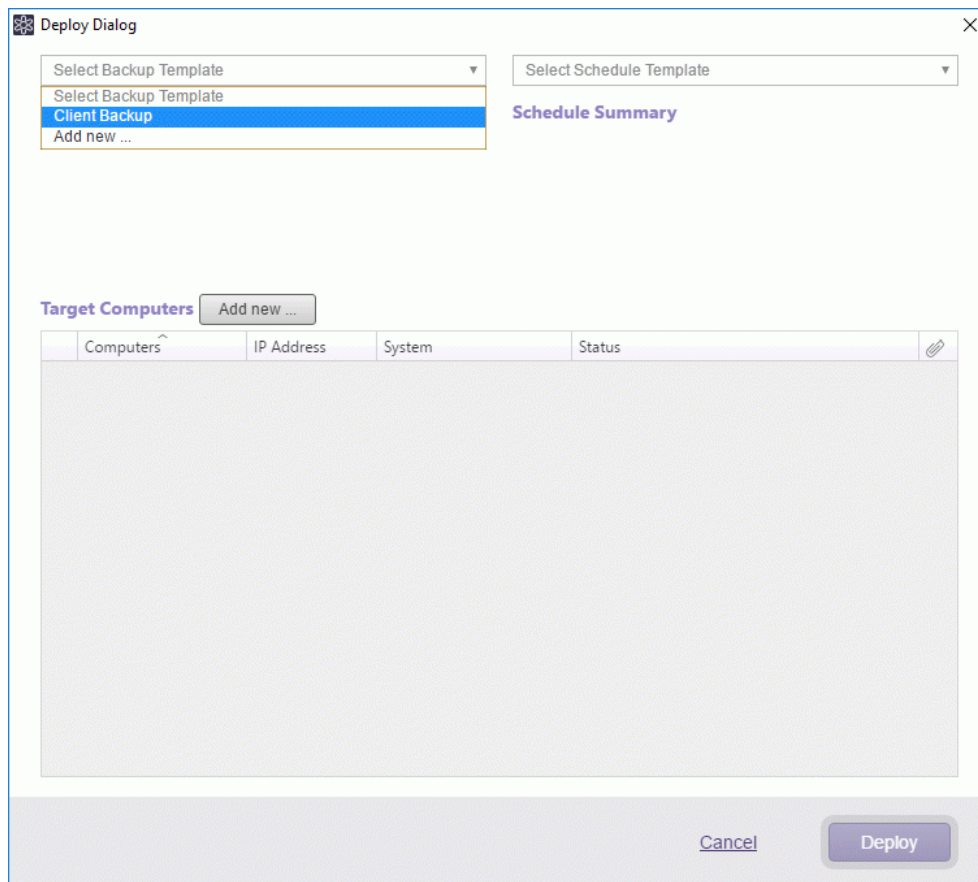 Deploy Dialog
Select Backup Template
Select Schedule Template
Select Backup Template
Client Backup
Add new ...
Schedule Summary
Target Computers
Add new ...
Computers IP Address System Status
Cancel
Deploy